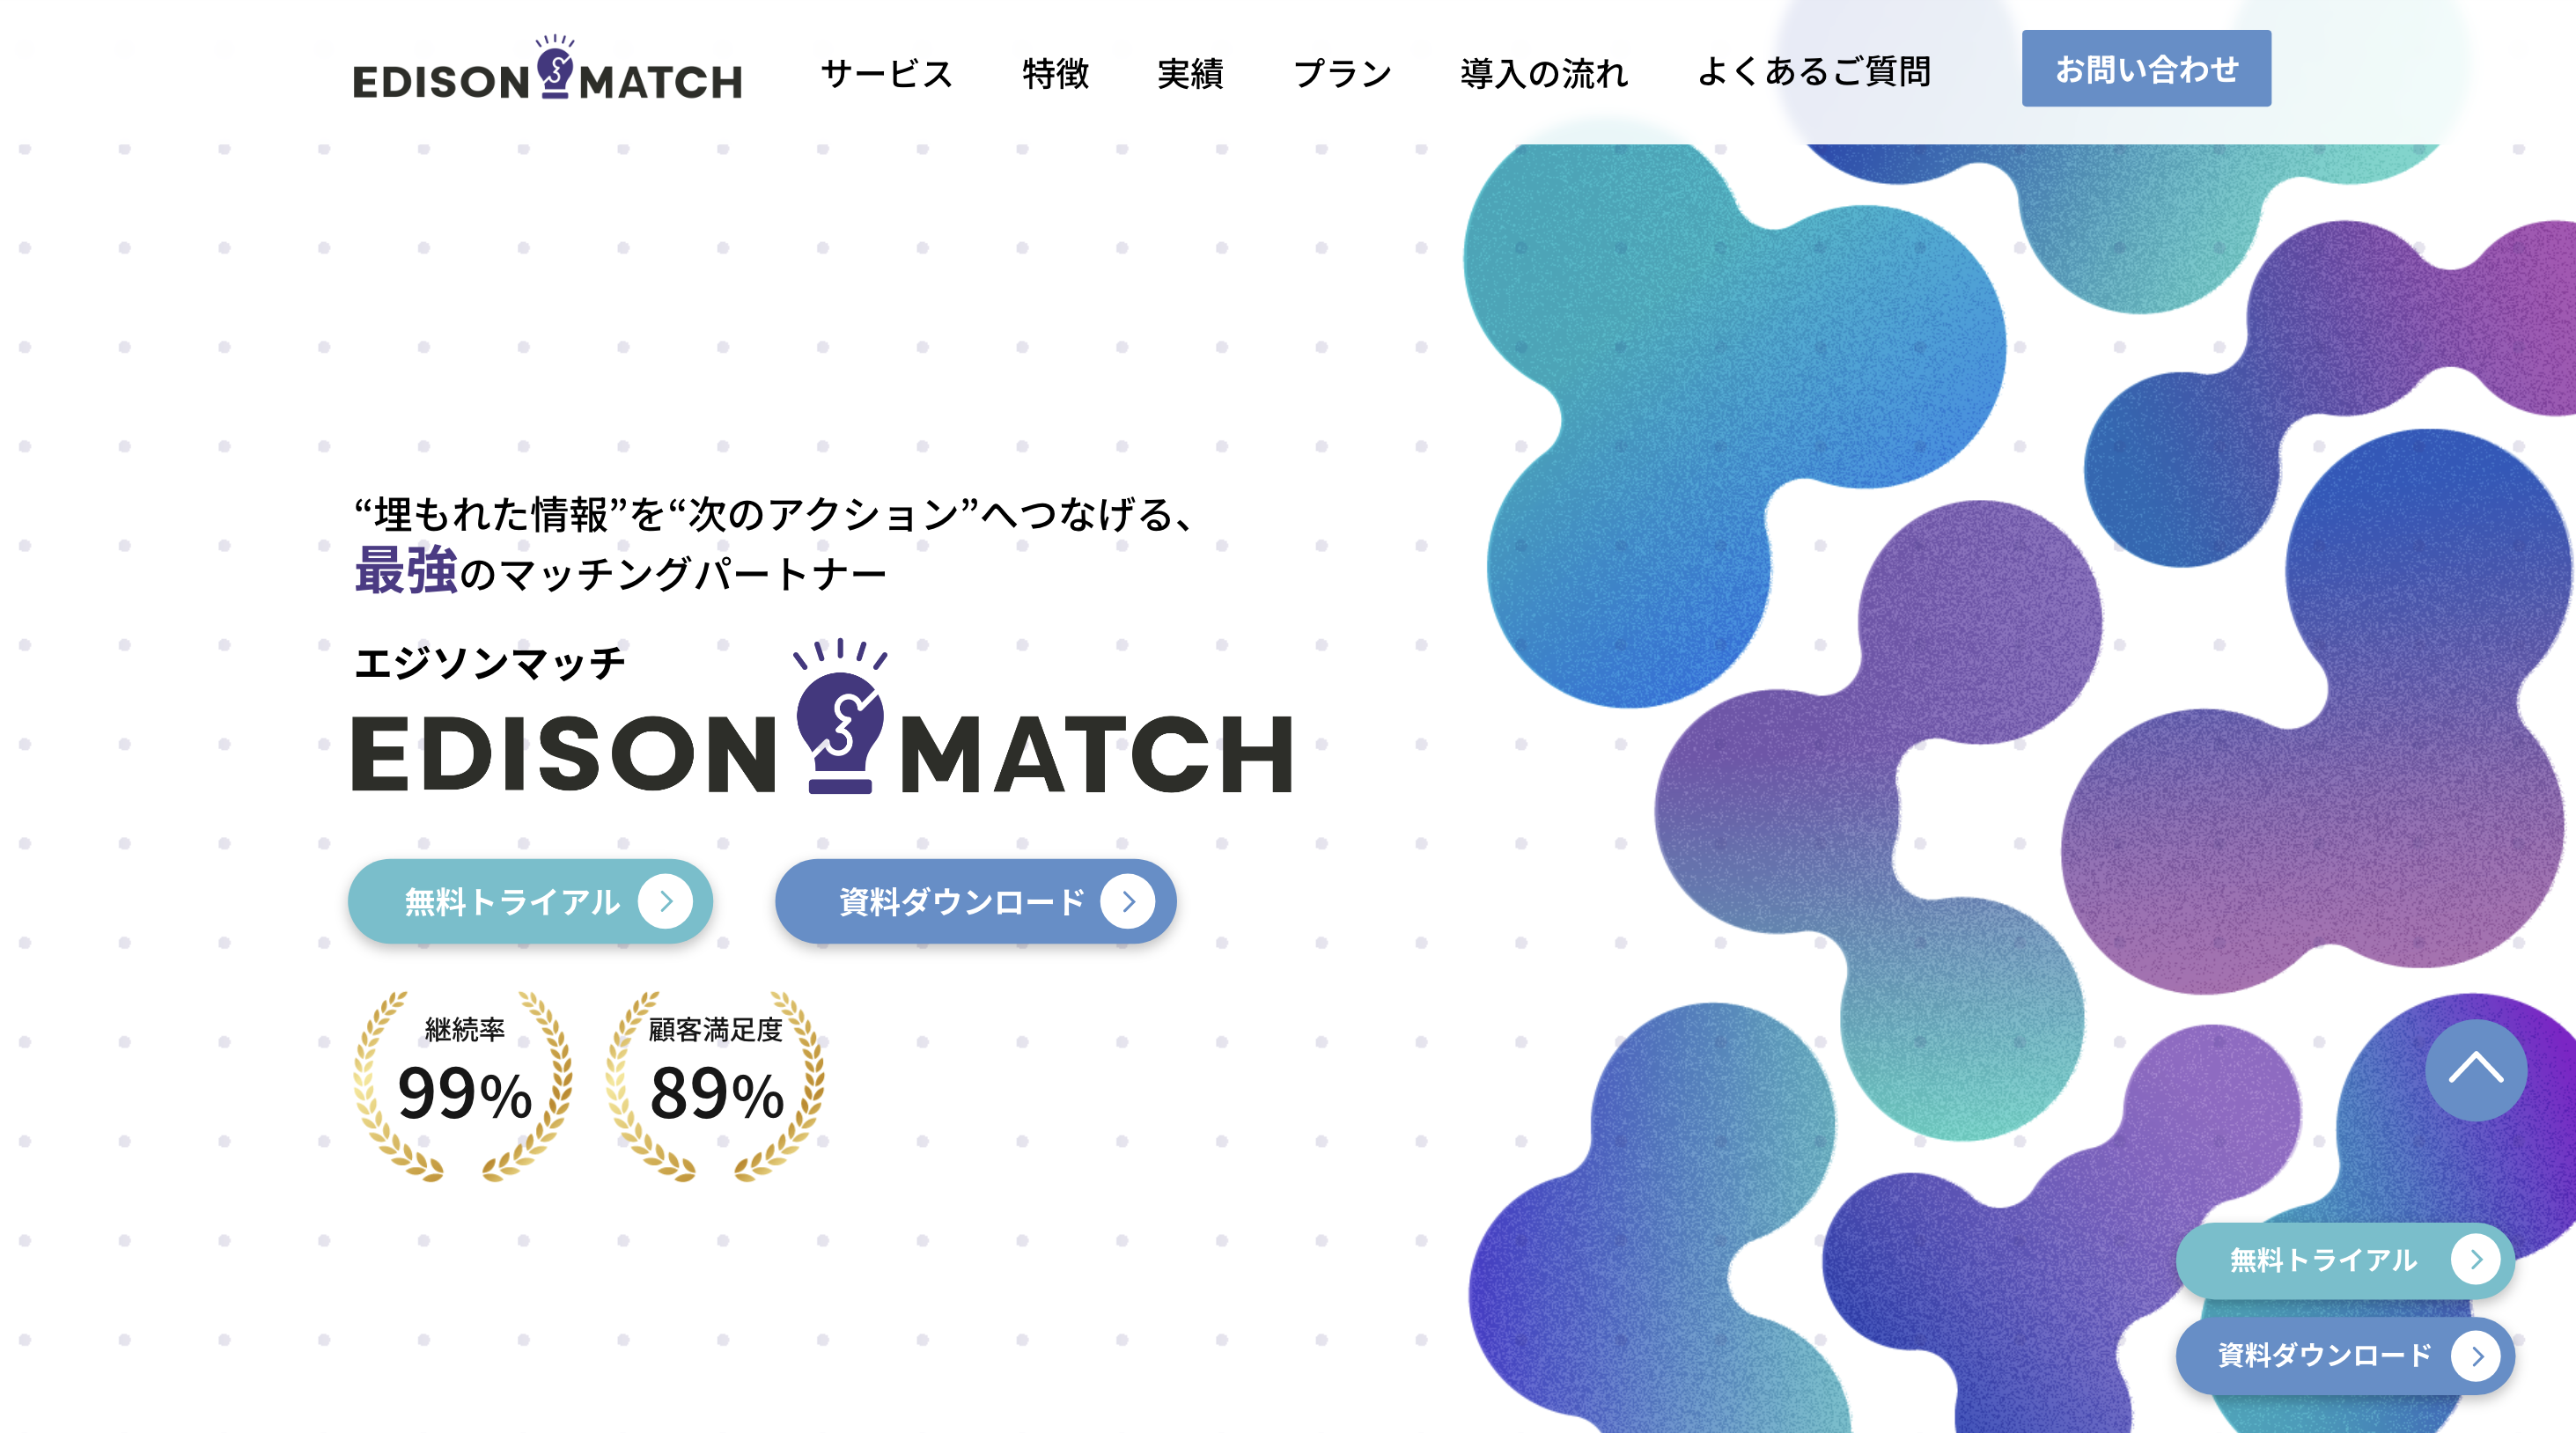 EDISON MATCH
サービス
特徴
実績
プラン
導入の流れ
よくあるご質問
お問い合わせ
“埋もれた情報”を“次のアクション”へつなげる、
最強のマッチングパートナー
エジソンマッチ
EDISON MATCH
無料トライアル
資料ダウンロード
継続率
99%
顧客満足度
89%
無料トライアル
資料ダウンロード